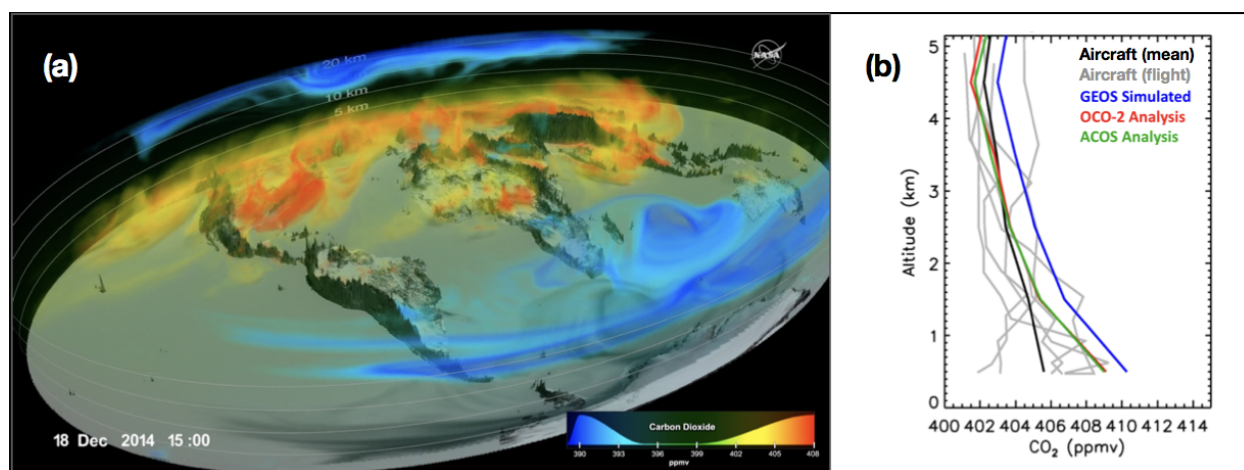 (a)
NASA
20 km
10 km
5 km
18 Dec 2014 15:00
Carbon Dioxide
390 394 396 399 402 405 408
ppmv
(b)
Aircraft (mean)
Aircraft (flight)
GEOS Simulated
OCO-2 Analysis
ACOS Analysis
5
4
3
2
1
0
Altitude (km)
400 402 404 406 408 410 412 414
CO₂ (ppmv)